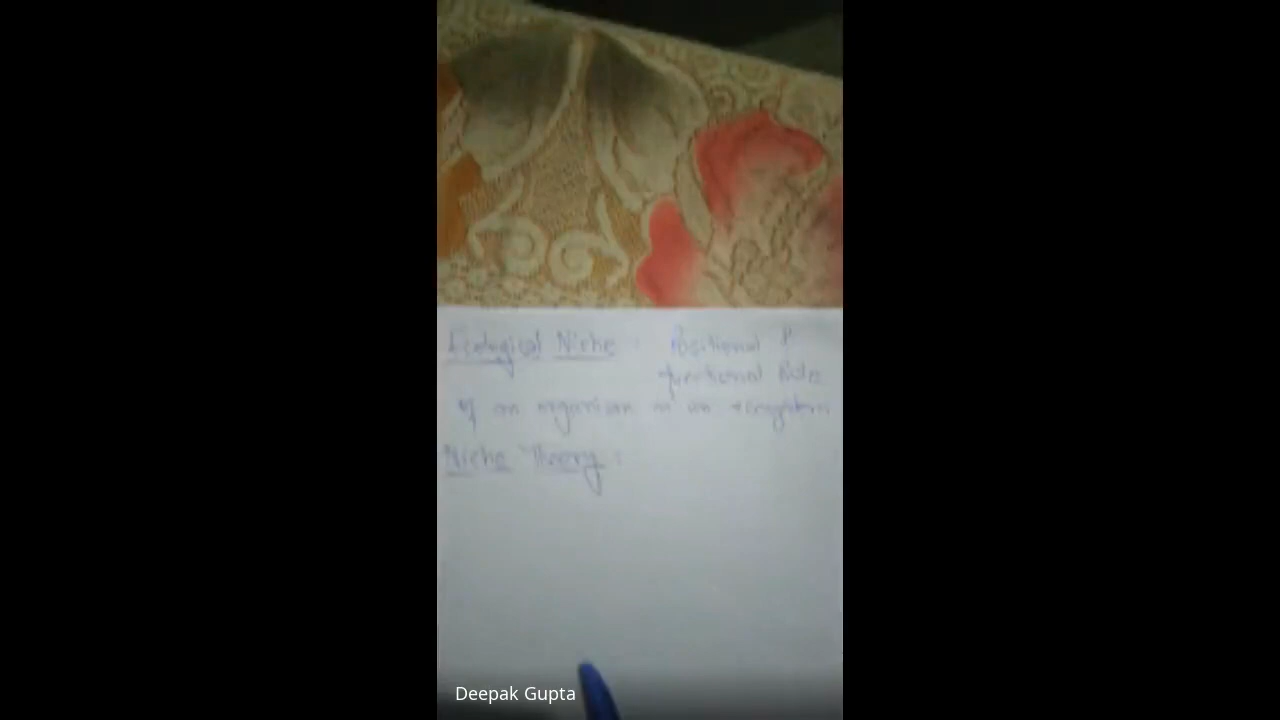 Ecological Niche : Positional &
functional Role
of an organism in an ecosystem
Niche Theory :
Deepak Gupta